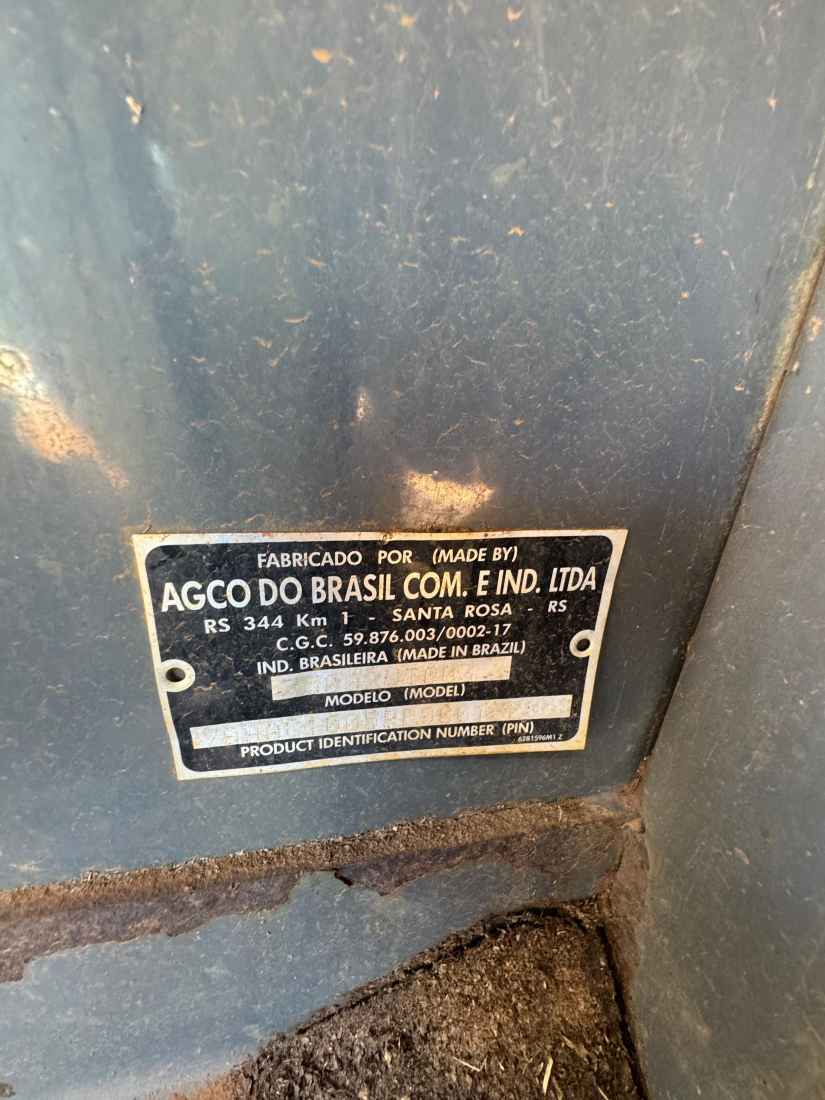 FABRICADO POR (MADE BY)
AGCO DO BRASIL COM. E IND. LTDA
RS 344 Km 1 - SANTA ROSA - RS
C.G.C. 59.876.003/0002-17
IND. BRASILEIRA (MADE IN BRAZIL)
MODELO (MODEL)
PRODUCT IDENTIFICATION NUMBER (PIN)
6281596M1 Z